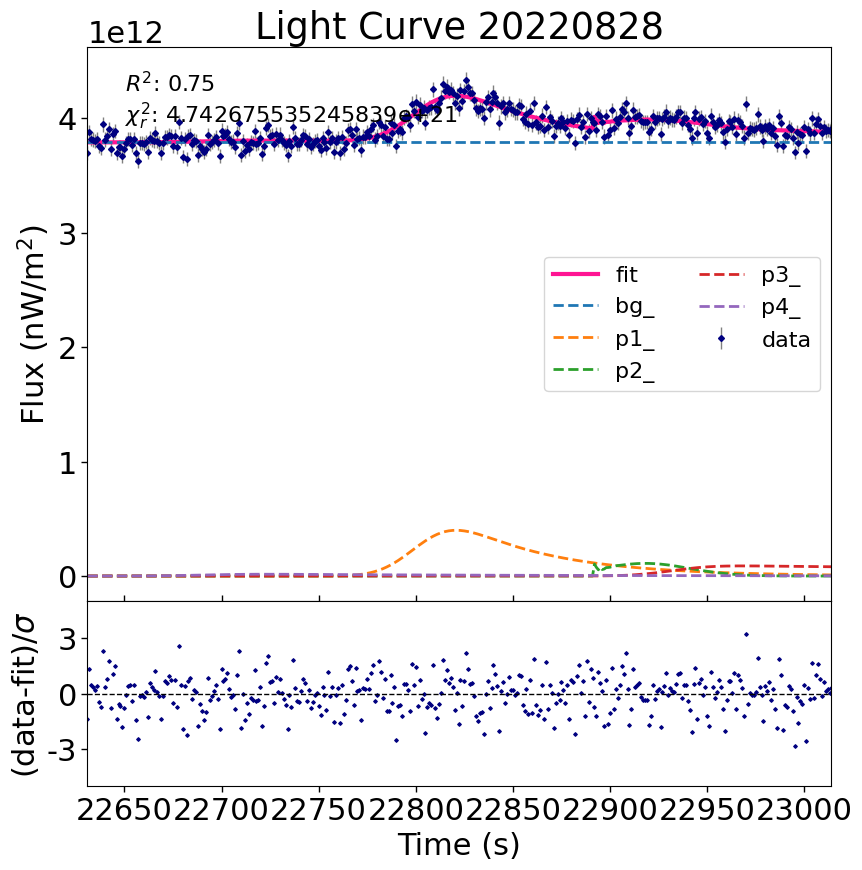 Light Curve 20220828
1e12
R²: 0.75
χ²ᵣ: 4.742675535245839e+21
4
3
2
1
0
Flux (nW/m²)
fit
bg_
p1_
p2_
p3_
p4_
data
3
0
-3
(data-fit)/σ
22650 22700 22750 22800 22850 22900 22950 23000
Time (s)